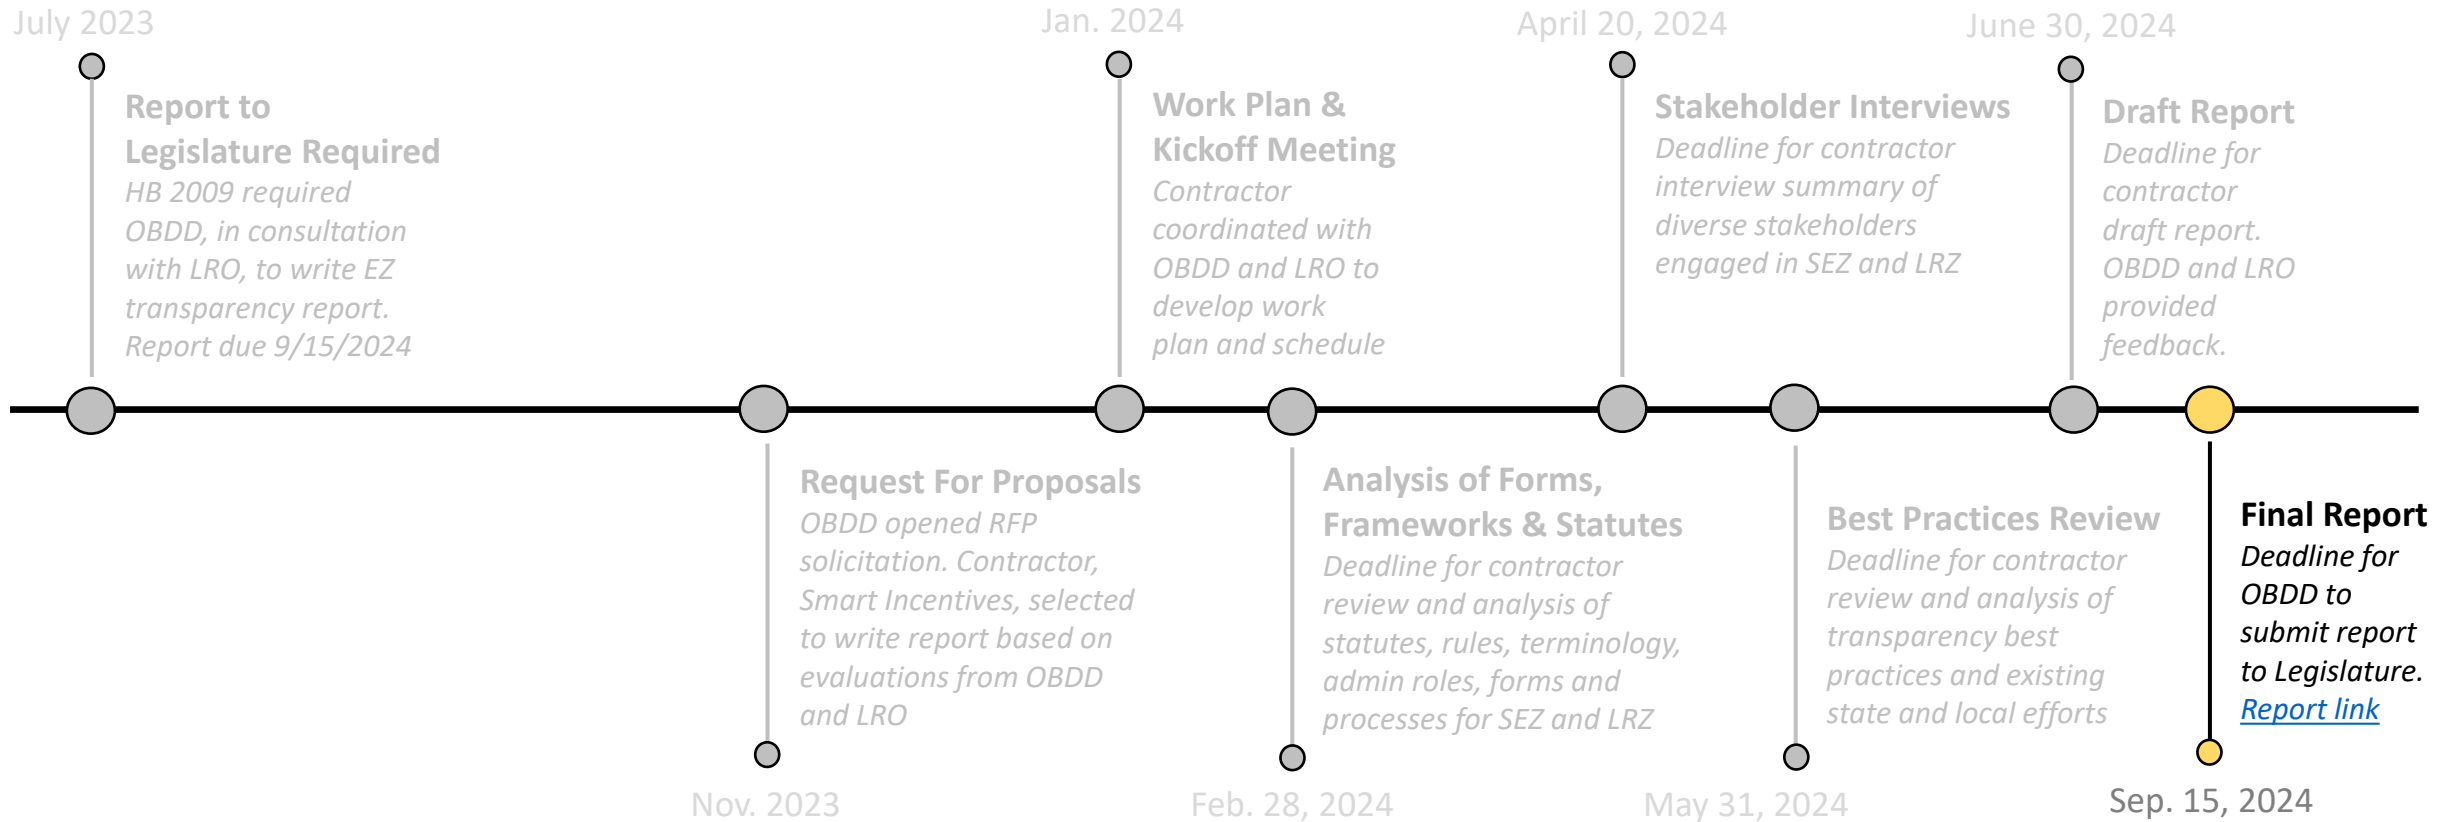 July 2023
Report to
Legislature Required
HB 2009 required
OBDD, in consultation
with LRO, to write EZ
transparency report.
Report due 9/15/2024
Nov. 2023
Request For Proposals
OBDD opened RFP
solicitation. Contractor,
Smart Incentives, selected
to write report based on
evaluations from OBDD
and LRO
Jan. 2024
Work Plan &
Kickoff Meeting
Contractor
coordinated with
OBDD and LRO to
develop work
plan and schedule
Feb. 28, 2024
Analysis of Forms,
Frameworks & Statutes
Deadline for contractor
review and analysis of
statutes, rules, terminology,
admin roles, forms and
processes for SEZ and LRZ
April 20, 2024
Stakeholder Interviews
Deadline for contractor
interview summary of
diverse stakeholders
engaged in SEZ and LRZ
May 31, 2024
Best Practices Review
Deadline for contractor
review and analysis of
transparency best
practices and existing
state and local efforts
June 30, 2024
Draft Report
Deadline for
contractor
draft report.
OBDD and LRO
provided
feedback.
Sep. 15, 2024
Final Report
Deadline for
OBDD to
submit report
to Legislature.
Report link